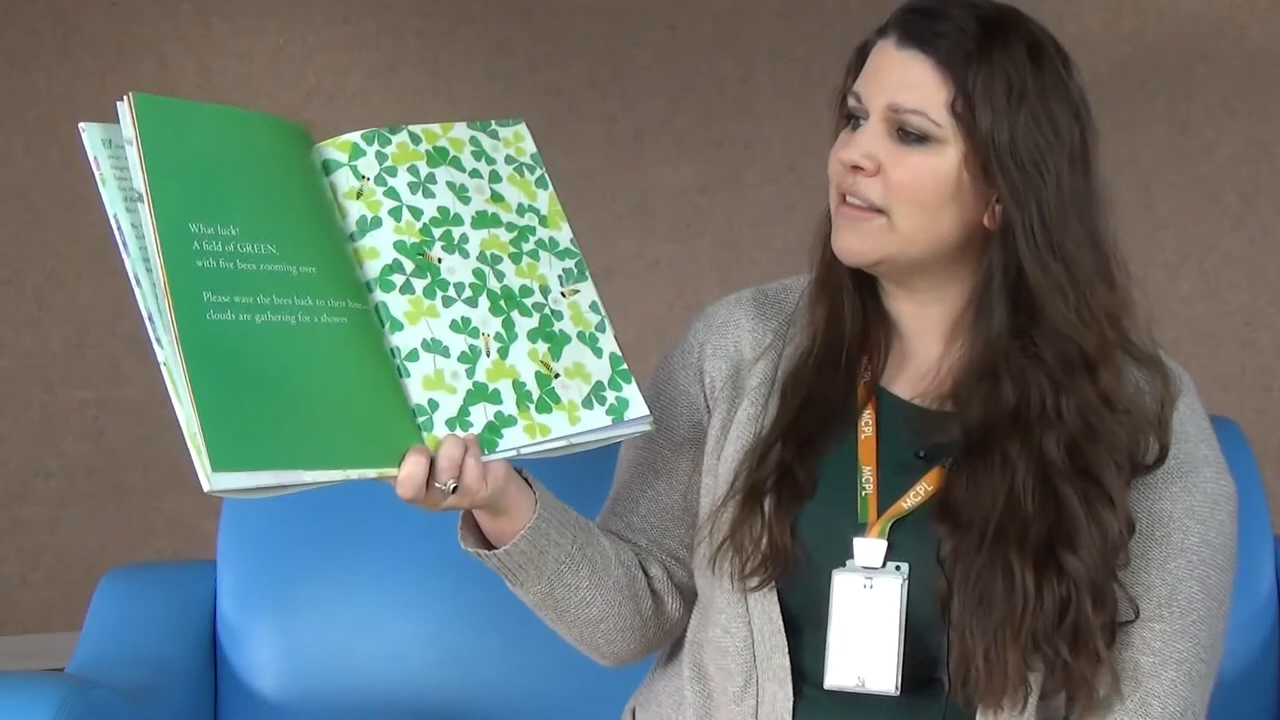 What luck!
A field of GREEN,
with five bees zooming over.
Please wave the bees back to their hive—
clouds are gathering for a shower.
MCPL
MCPL
MCPL
MCPL